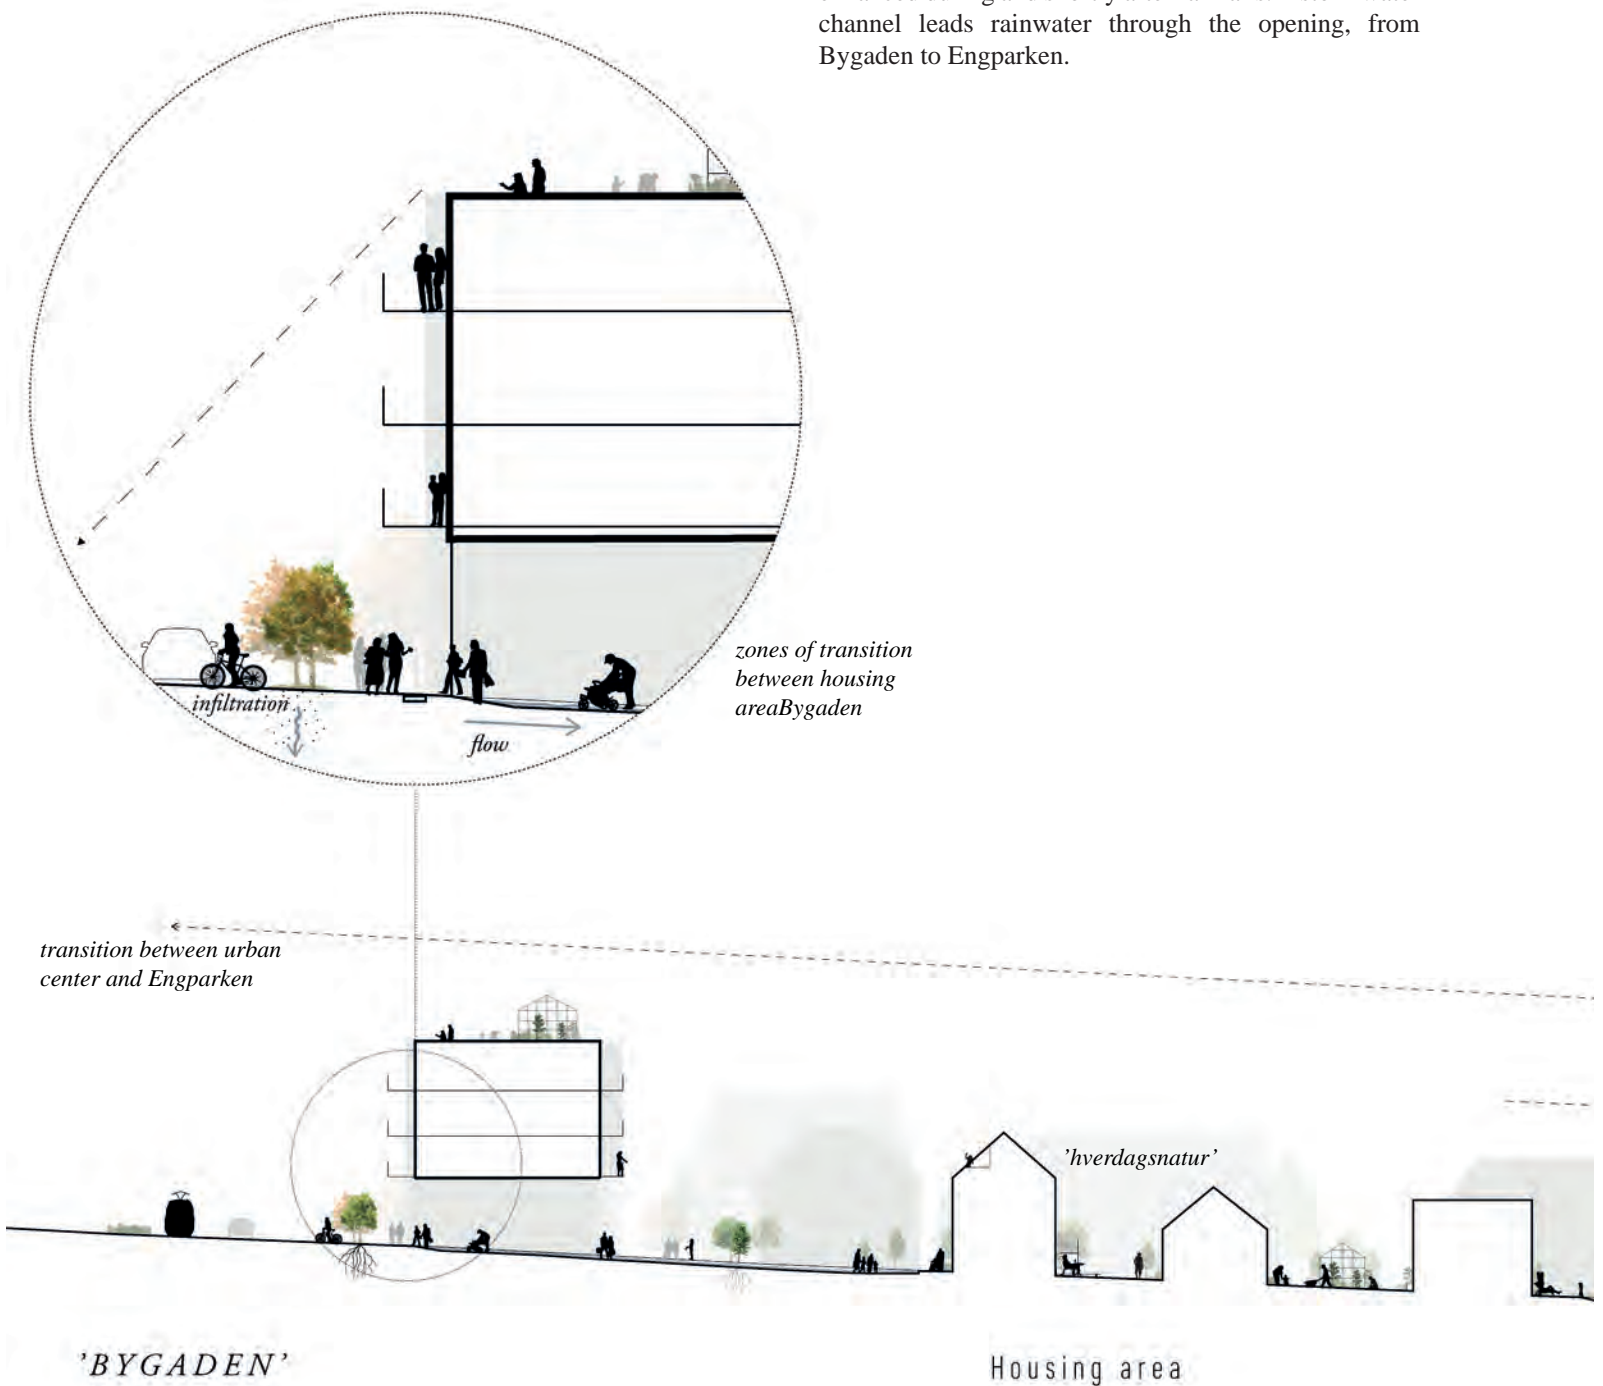 channel leads rainwater through the opening, from
Bygaden to Engparken.
zones of transition
between housing
areaBygaden
infiltration
flow
transition between urban
center and Engparken
’hverdagsnatur’
’BYGADEN’
Housing area